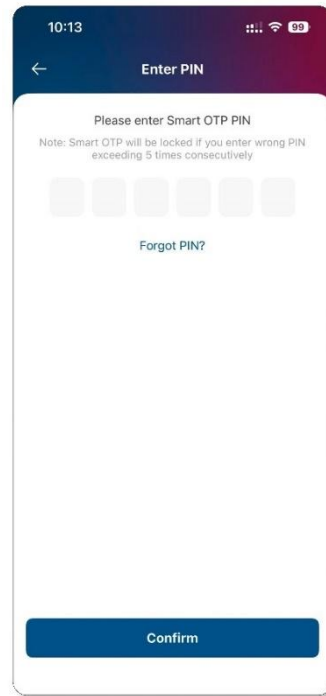 10:13
99
Enter PIN
Please enter Smart OTP PIN
Note: Smart OTP will be locked if you enter wrong PIN
exceeding 5 times consecutively
Forgot PIN?
Confirm